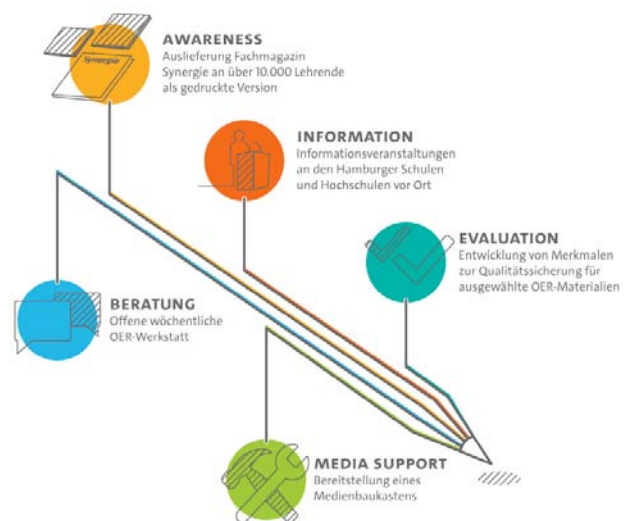 Synergie
AWARENESS
Auslieferung Fachmagazin
Synergie an über 10.000 Lehrende
als gedruckte Version
INFORMATION
Informationsveranstaltungen
an den Hamburger Schulen
und Hochschulen vor Ort
EVALUATION
Entwicklung von Merkmalen
zur Qualitätssicherung für
ausgewählte OER-Materialien
BERATUNG
Offene wöchentliche
OER-Werkstatt
MEDIA SUPPORT
Bereitstellung eines
Medienbaukastens